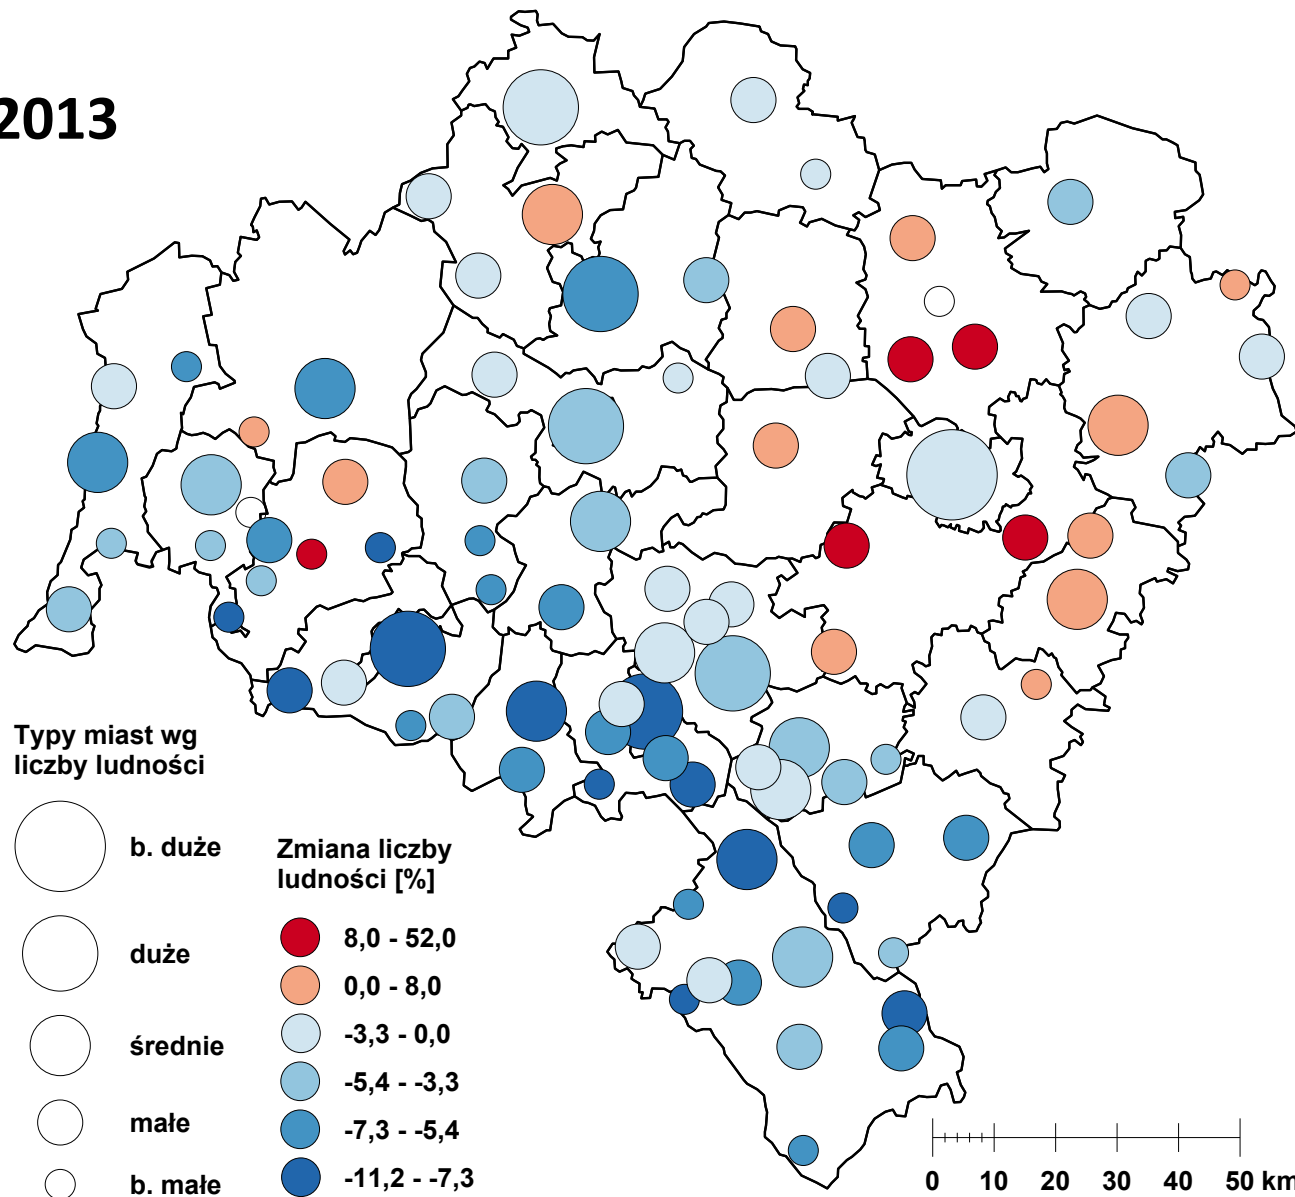 2013
Typy miast wg
liczby ludności
b. duże
duże
średnie
małe
b. małe
Zmiana liczby
ludności [%]
8,0 - 52,0
0,0 - 8,0
-3,3 - 0,0
-5,4 - -3,3
-7,3 - -5,4
-11,2 - -7,3
0 10 20 30 40 50 km